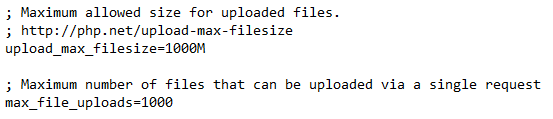 ; Maximum allowed size for uploaded files.
; http://php.net/upload-max-filesize
upload_max_filesize=1000M
; Maximum number of files that can be uploaded via a single request
max_file_uploads=1000